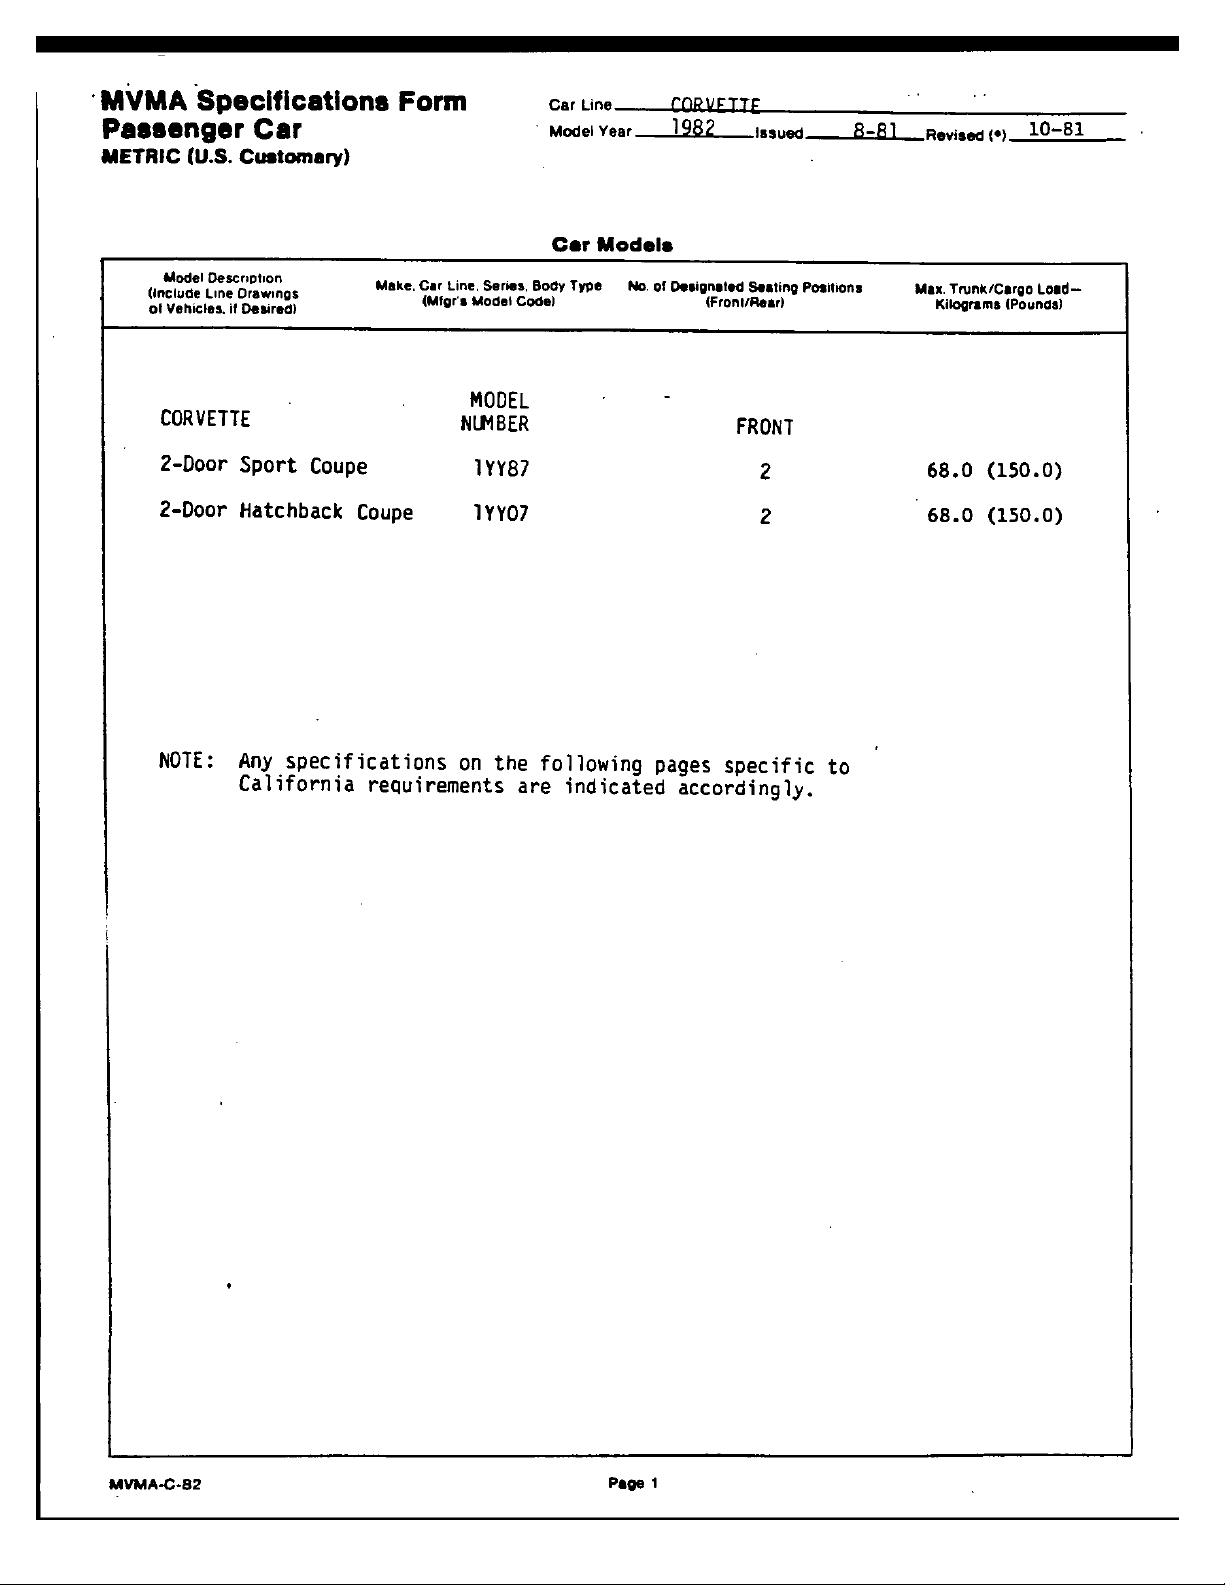 MVMA Specifications Form
Passenger Car
METRIC (U.S. Customary)
Car Line CORVETTE
Model Year 1982 Issued 8-81 Revised (•) 10-81
Car Models
Model Description
(Include Line Drawings
of Vehicles, if Desired)
Make, Car Line, Series, Body Type
(Mfgr's Model Code)
No. of Designated Seating Positions
(Front/Rear)
Max. Trunk/Cargo Load–
Kilograms (Pounds)
CORVETTE
MODEL
NUMBER
FRONT
2-Door Sport Coupe 1YY87 2 68.0 (150.0)
2-Door Hatchback Coupe 1YY07 2 68.0 (150.0)
NOTE: Any specifications on the following pages specific to
California requirements are indicated accordingly.
MVMA-C-82
Page 1